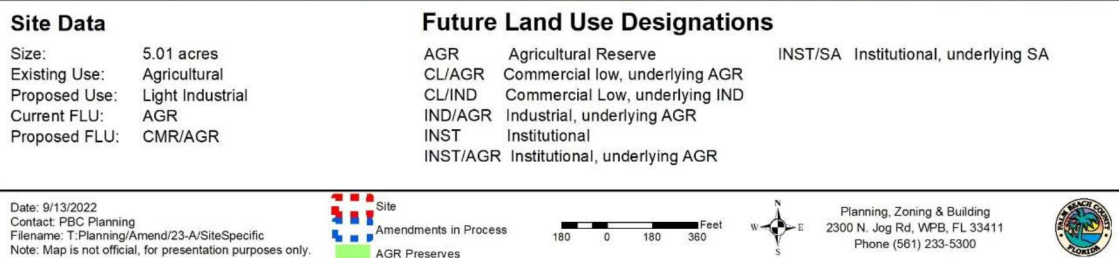 Site Data
Size: 5.01 acres
Existing Use: Agricultural
Proposed Use: Light Industrial
Current FLU: AGR
Proposed FLU: CMR/AGR
Future Land Use Designations
AGR Agricultural Reserve
CL/AGR Commercial low, underlying AGR
CL/IND Commercial Low, underlying IND
IND/AGR Industrial, underlying AGR
INST Institutional
INST/AGR Institutional, underlying AGR
INST/SA Institutional, underlying SA
Date: 9/13/2022
Contact: PBC Planning
Filename: T:Planning/Amend/23-A/SiteSpecific
Note: Map is not official, for presentation purposes only.
Site
Amendments in Process
AGR Preserves
Feet
180 0 180 360
N
W E
S
Planning, Zoning & Building
2300 N. Jog Rd, WPB, FL 33411
Phone (561) 233-5300
PALM BEACH COUNTY
FLORIDA